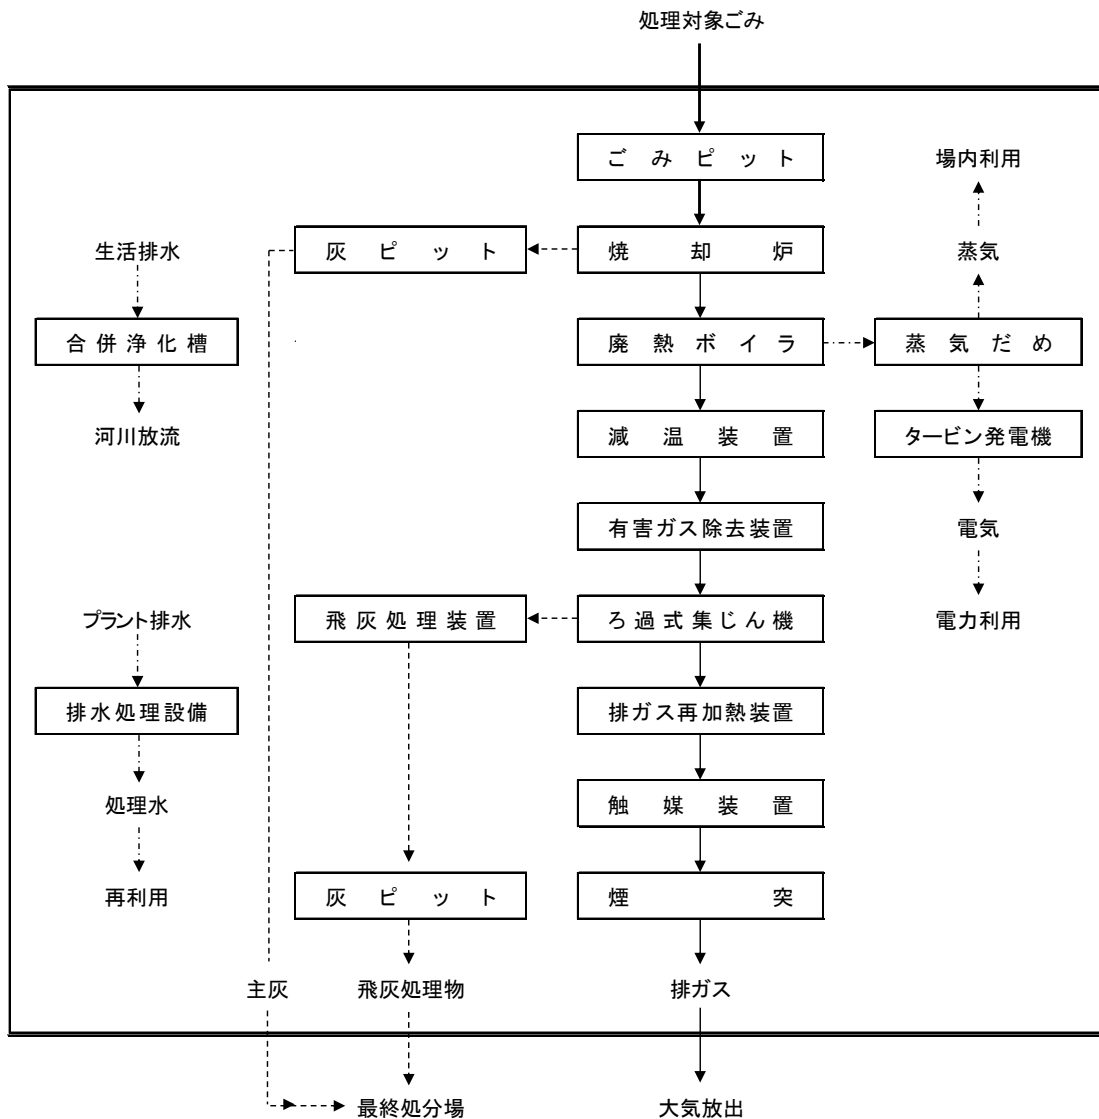 処理対象ごみ
ごみピット
場内利用
生活排水
灰ピット
焼却炉
蒸気
合併浄化槽
廃熱ボイラ
蒸気だめ
河川放流
減温装置
タービン発電機
有害ガス除去装置
電気
プラント排水
飛灰処理装置
ろ過式集じん機
電力利用
排水処理設備
排ガス再加熱装置
処理水
触媒装置
再利用
灰ピット
煙突
主灰
飛灰処理物
排ガス
最終処分場
大気放出